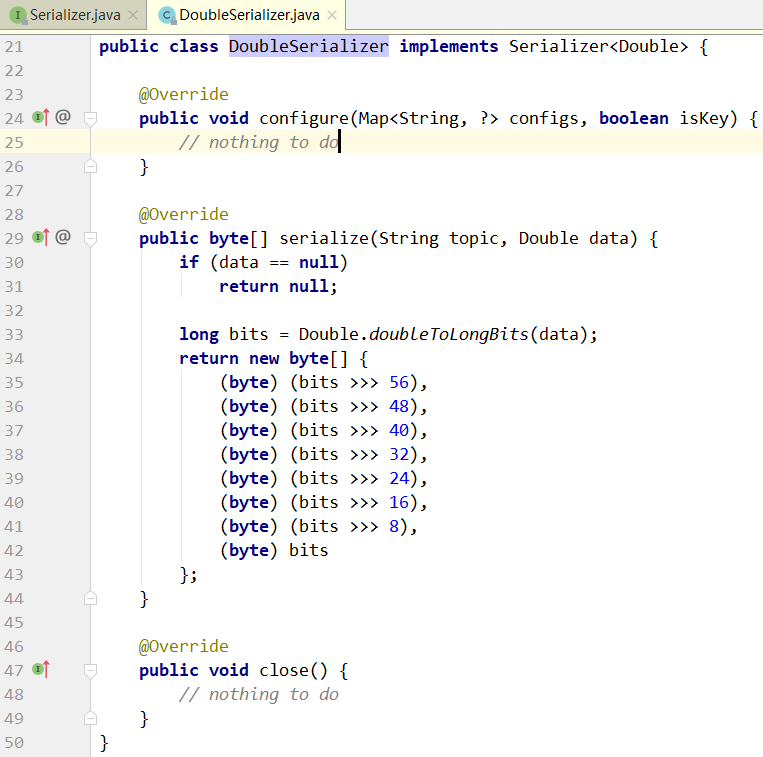 Serializer.java DoubleSerializer.java
21 public class DoubleSerializer implements Serializer<Double> {
22
23 @Override
24 @ public void configure(Map<String, ?> configs, boolean isKey) {
25 // nothing to do
26 }
27
28 @Override
29 @ public byte[] serialize(String topic, Double data) {
30 if (data == null)
31 return null;
32
33 long bits = Double.doubleToLongBits(data);
34 return new byte[] {
35 (byte) (bits >>> 56),
36 (byte) (bits >>> 48),
37 (byte) (bits >>> 40),
38 (byte) (bits >>> 32),
39 (byte) (bits >>> 24),
40 (byte) (bits >>> 16),
41 (byte) (bits >>> 8),
42 (byte) bits
43 };
44 }
45
46 @Override
47 public void close() {
48 // nothing to do
49 }
50 }